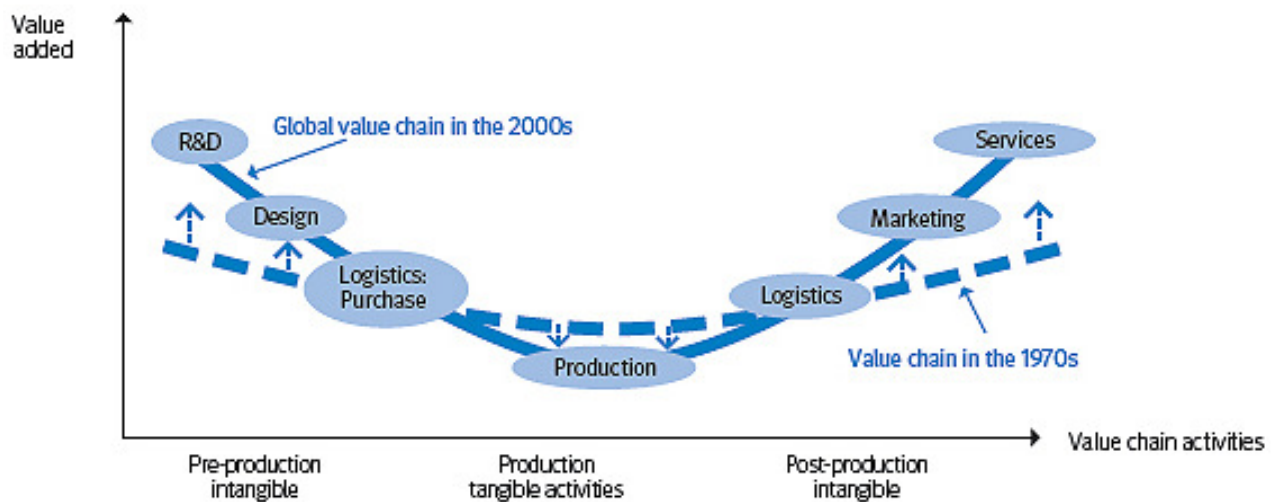 Value
added
R&D
Global value chain in the 2000s
Services
Design
Marketing
Logistics:
Purchase
Logistics
Production
Value chain in the 1970s
Value chain activities
Pre-production
intangible
Production
tangible activities
Post-production
intangible